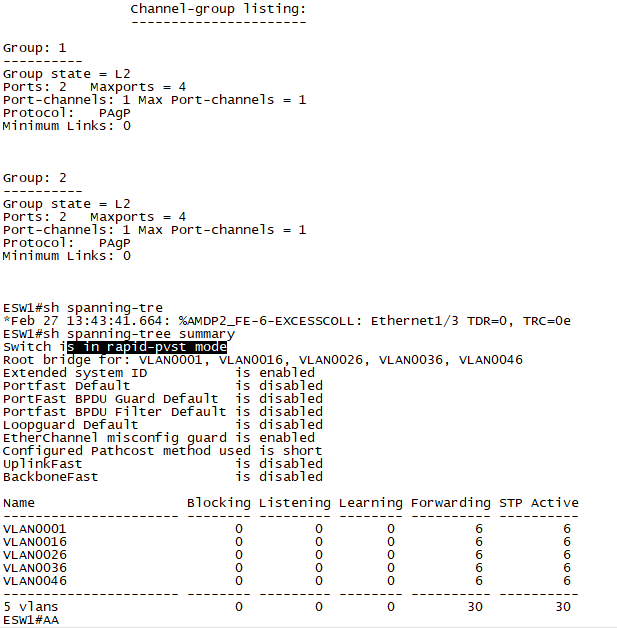 Channel-group listing:
----------------------
Group: 1
----------
Group state = L2
Ports: 2   Maxports = 4
Port-channels: 1 Max Port-channels = 1
Protocol:   PAgP
Minimum Links: 0
Group: 2
----------
Group state = L2
Ports: 2   Maxports = 4
Port-channels: 1 Max Port-channels = 1
Protocol:   PAgP
Minimum Links: 0
ESW1#sh spanning-tre
*Feb 27 13:43:41.664: %AMDP2_FE-6-EXCESSCOLL: Ethernet1/3 TDR=0, TRC=0e
ESW1#sh spanning-tree summary
Switch is in rapid-pvst mode
Root bridge for: VLAN0001, VLAN0016, VLAN0026, VLAN0036, VLAN0046
Extended system ID           is enabled
Portfast Default             is disabled
PortFast BPDU Guard Default  is disabled
Portfast BPDU Filter Default is disabled
Loopguard Default            is disabled
EtherChannel misconfig guard is enabled
Configured Pathcost method used is short
UplinkFast                   is disabled
BackboneFast                 is disabled
Name                   Blocking Listening Learning Forwarding STP Active
---------------------- -------- --------- -------- ---------- ----------
VLAN0001                     0         0        0          6          6
VLAN0016                     0         0        0          6          6
VLAN0026                     0         0        0          6          6
VLAN0036                     0         0        0          6          6
VLAN0046                     0         0        0          6          6
---------------------- -------- --------- -------- ---------- ----------
5 vlans                      0         0        0         30         30
ESW1#AA